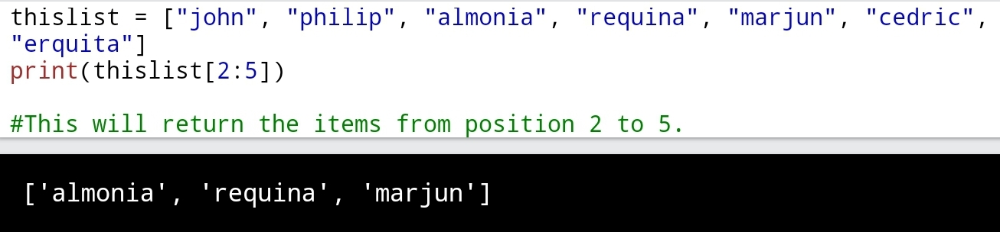 thislist = ["john", "philip", "almonia", "requina", "marjun", "cedric",
"erquita"]
print(thislist[2:5])
#This will return the items from position 2 to 5.
['almonia', 'requina', 'marjun']